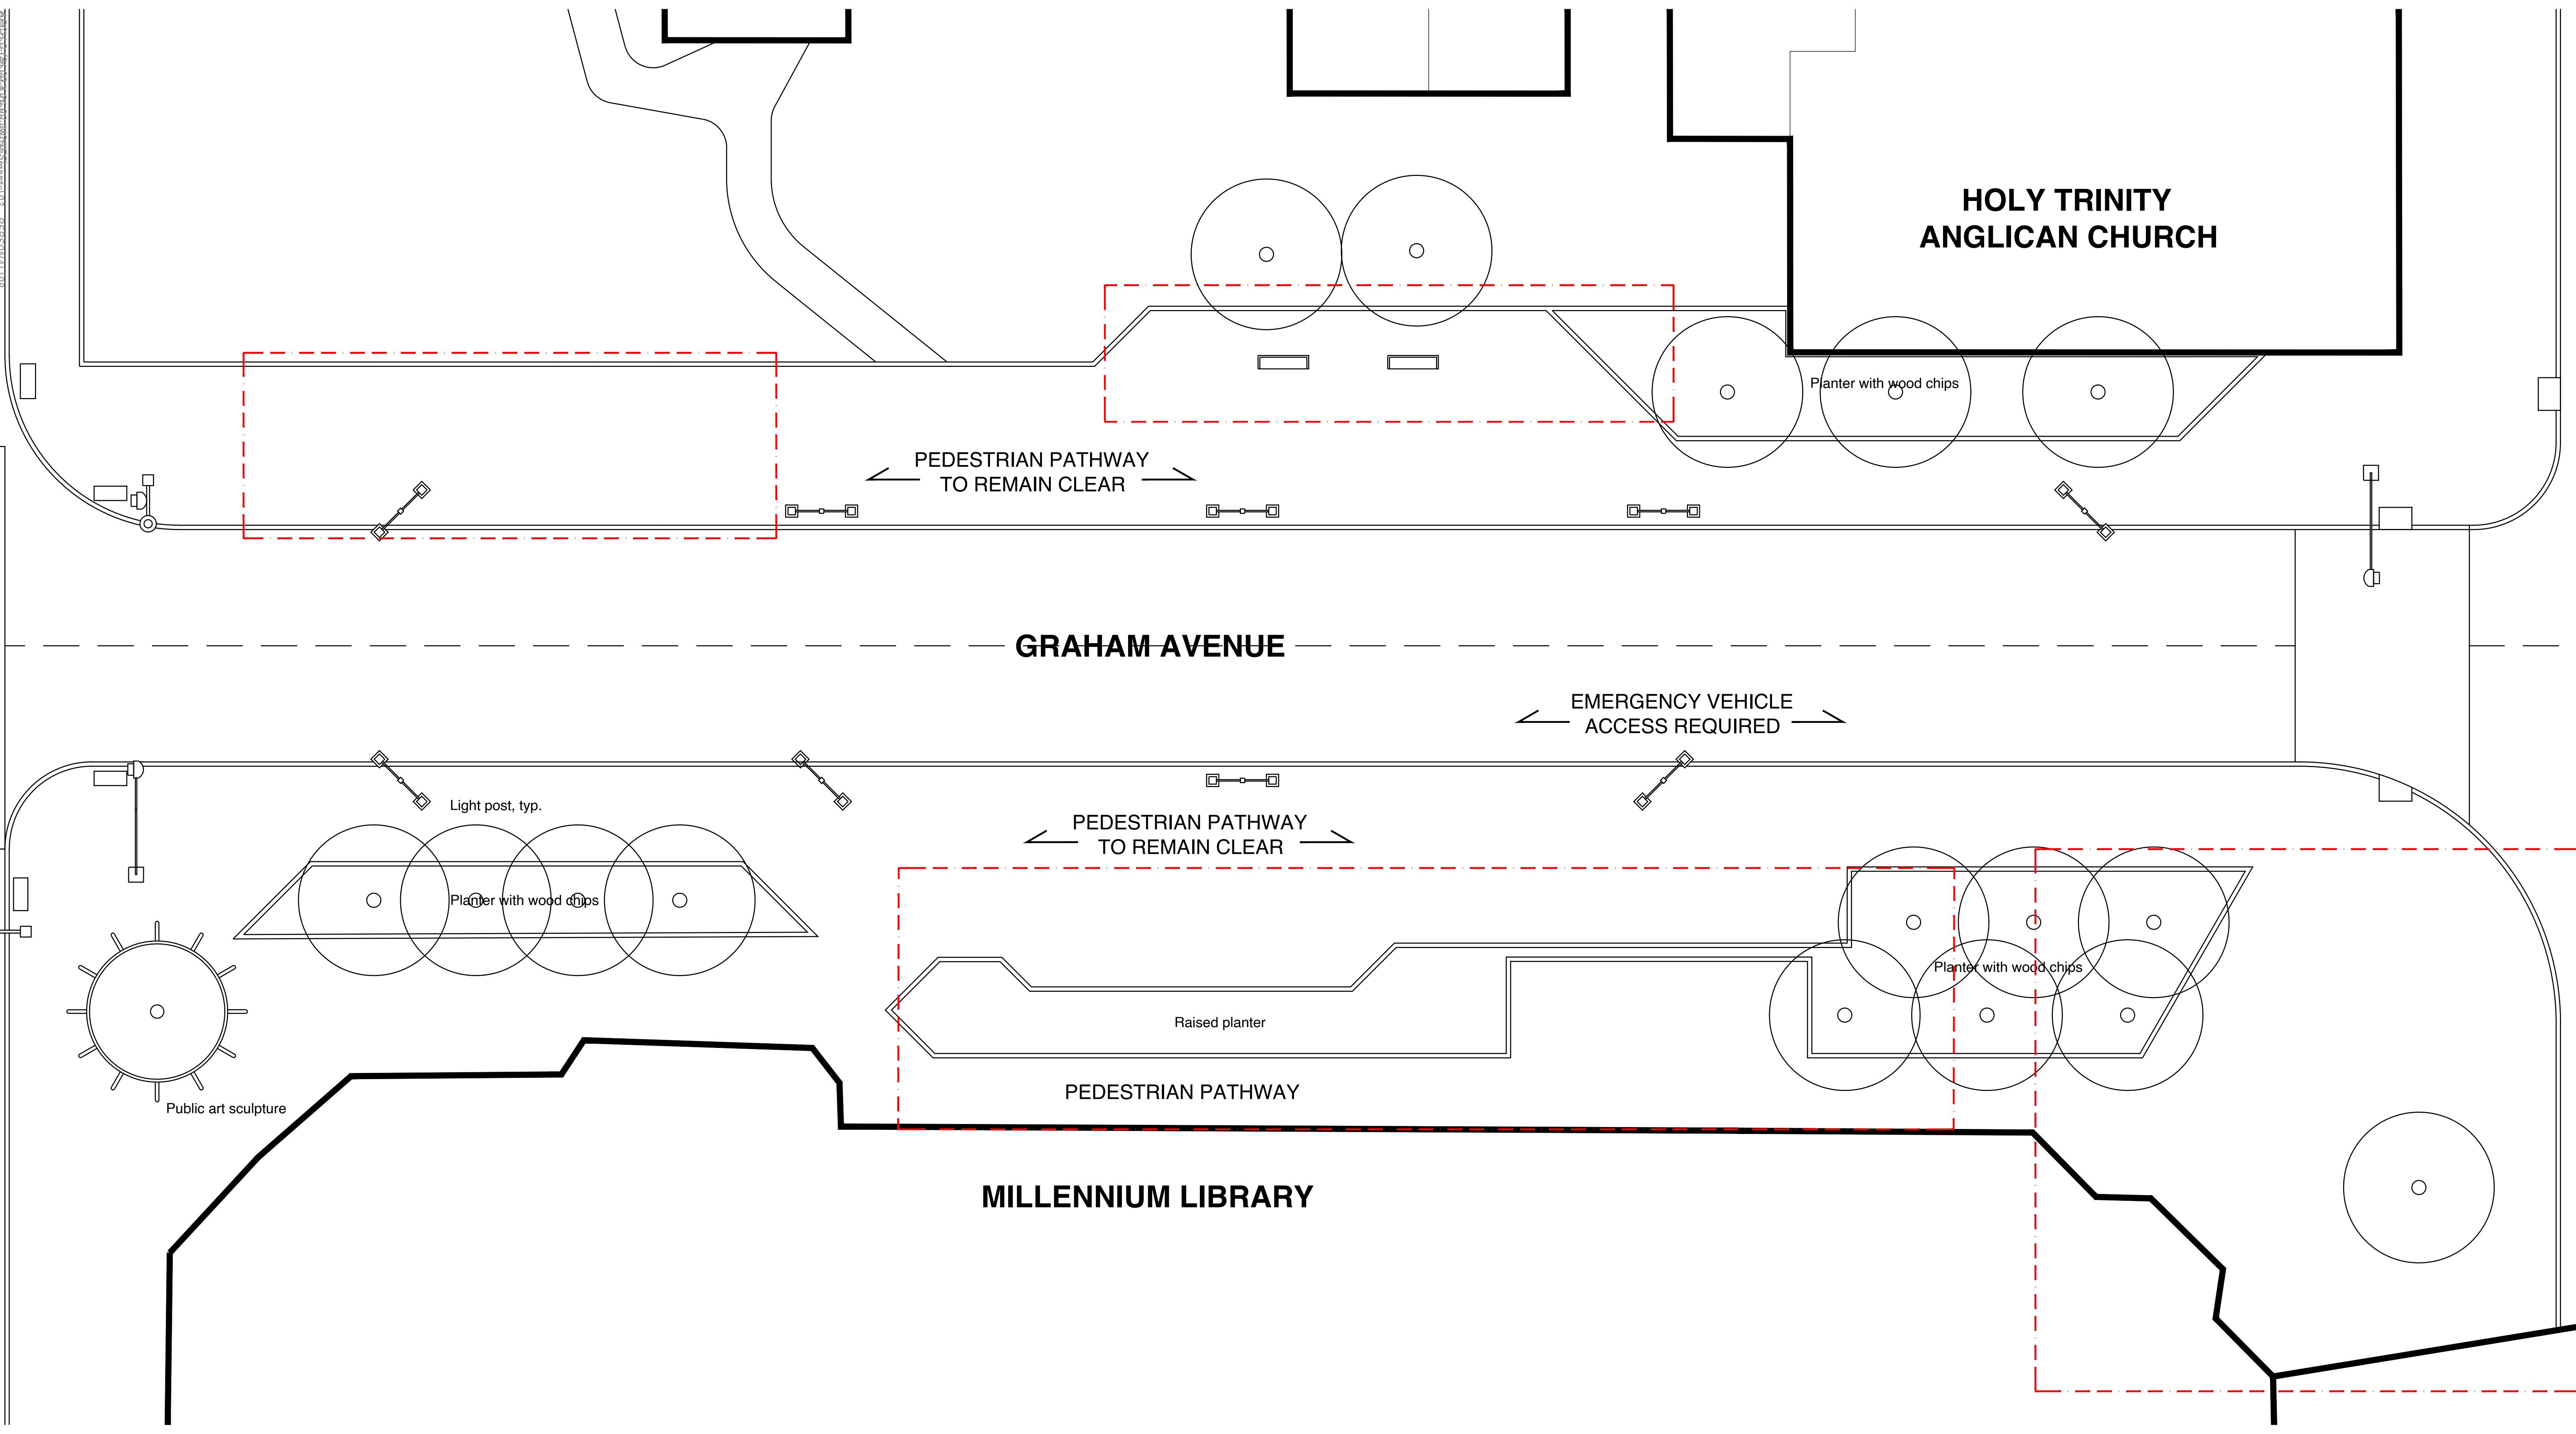 HOLY TRINITY
ANGLICAN CHURCH
Planter with wood chips
PEDESTRIAN PATHWAY
TO REMAIN CLEAR
GRAHAM AVENUE
EMERGENCY VEHICLE
ACCESS REQUIRED
Light post, typ.
PEDESTRIAN PATHWAY
TO REMAIN CLEAR
Planter with wood chips
Planter with wood chips
Raised planter
PEDESTRIAN PATHWAY
Public art sculpture
MILLENNIUM LIBRARY